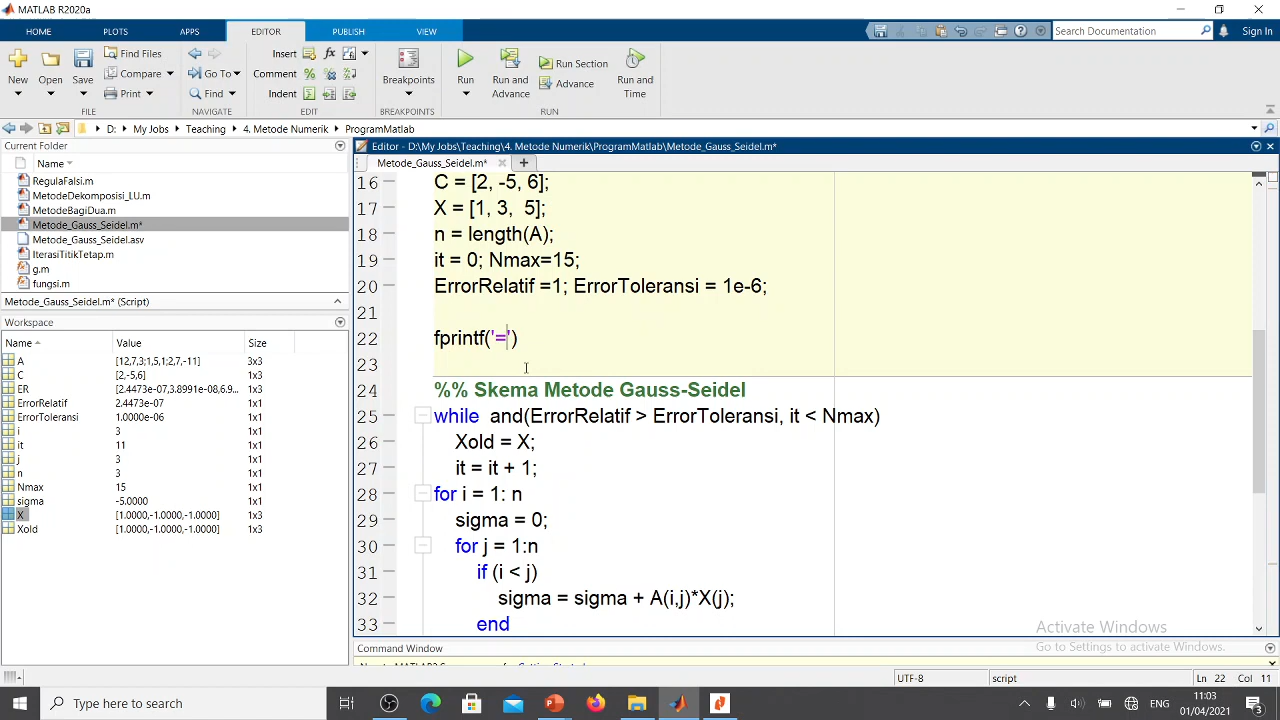 MATLAB R2020a
HOME PLOTS APPS EDITOR PUBLISH VIEW Search Documentation Sign In
New Open Save Find Files Compare Print Go To Find Insert Comment Indent fx Breakpoints Run Run and Advance Run Section Advance Run and Time
FILE NAVIGATE EDIT BREAKPOINTS RUN
D: My Jobs Teaching 4. Metode Numerik ProgramMatlab
Current Folder
Name
RegulaFalsi.m
MetodeDekomposisi_LU.m
MetodeBagiDua.m
Metode_Gauss_Seidel.m*
Metode_Gauss_Seidel.asv
IterasiTitikTetap.m
g.m
fungsi.m
Metode_Gauss_Seidel.m* (Script)
Workspace
Name Value Size
A [12,7,3;1,5,1;2,7,-11] 3x3
C [2,-5,6] 1x3
ER [2.4473e-07,3.8991e-08,6.9... 1x3
ErrorRelatif 2.4473e-07 1x1
ErrorToleransi 1.0000e-06 1x1
i 3 1x1
it 11 1x1
j 3 1x1
n 3 1x1
Nmax 15 1x1
sigma -5.0000 1x1
X [1.0000,-1.0000,-1.0000] 1x3
Xold [1.0000,-1.0000,-1.0000] 1x3
Editor - D:\My Jobs\Teaching\4. Metode Numerik\ProgramMatlab\Metode_Gauss_Seidel.m*
Metode_Gauss_Seidel.m*
16 C = [2, -5, 6];
17 X = [1, 3,  5];
18 n = length(A);
19 it = 0; Nmax=15;
20 ErrorRelatif =1; ErrorToleransi = 1e-6;
21
22 fprintf('=')
23
24 %% Skema Metode Gauss-Seidel
25 while  and(ErrorRelatif > ErrorToleransi, it < Nmax)
26 Xold = X;
27 it = it + 1;
28 for i = 1: n
29 sigma = 0;
30 for j = 1:n
31 if (i < j)
32 sigma = sigma + A(i,j)*X(j);
33 end
Activate Windows
Go to Settings to activate Windows.
Command Window
UTF-8 script Ln 22 Col 11
Type here to search
ENG 11:03
01/04/2021
3